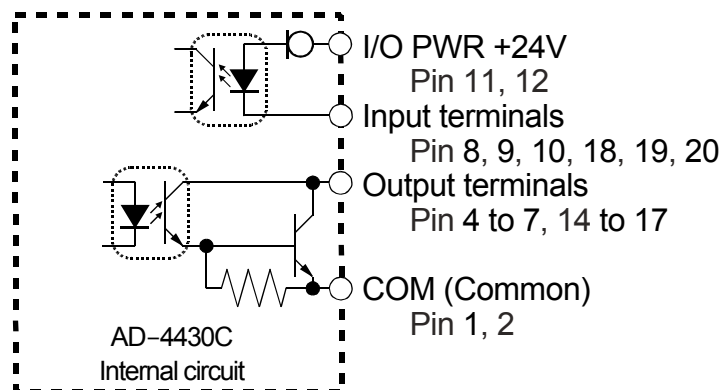 I/O PWR +24V
Pin 11, 12
Input terminals
Pin 8, 9, 10, 18, 19, 20
Output terminals
Pin 4 to 7, 14 to 17
COM (Common)
Pin 1, 2
AD-4430C
Internal circuit